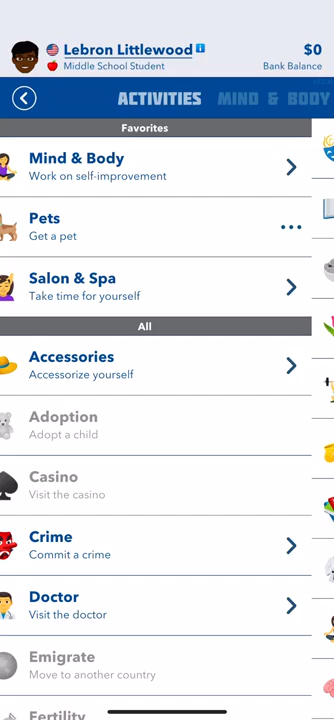 Lebron Littlewood
$0
Middle School Student
Bank Balance
ACTIVITIES
MIND & BODY
Favorites
Mind & Body
Work on self-improvement
Pets
Get a pet
Salon & Spa
Take time for yourself
All
Accessories
Accessorize yourself
Adoption
Adopt a child
Casino
Visit the casino
Crime
Commit a crime
Doctor
Visit the doctor
Emigrate
Move to another country
Fertility